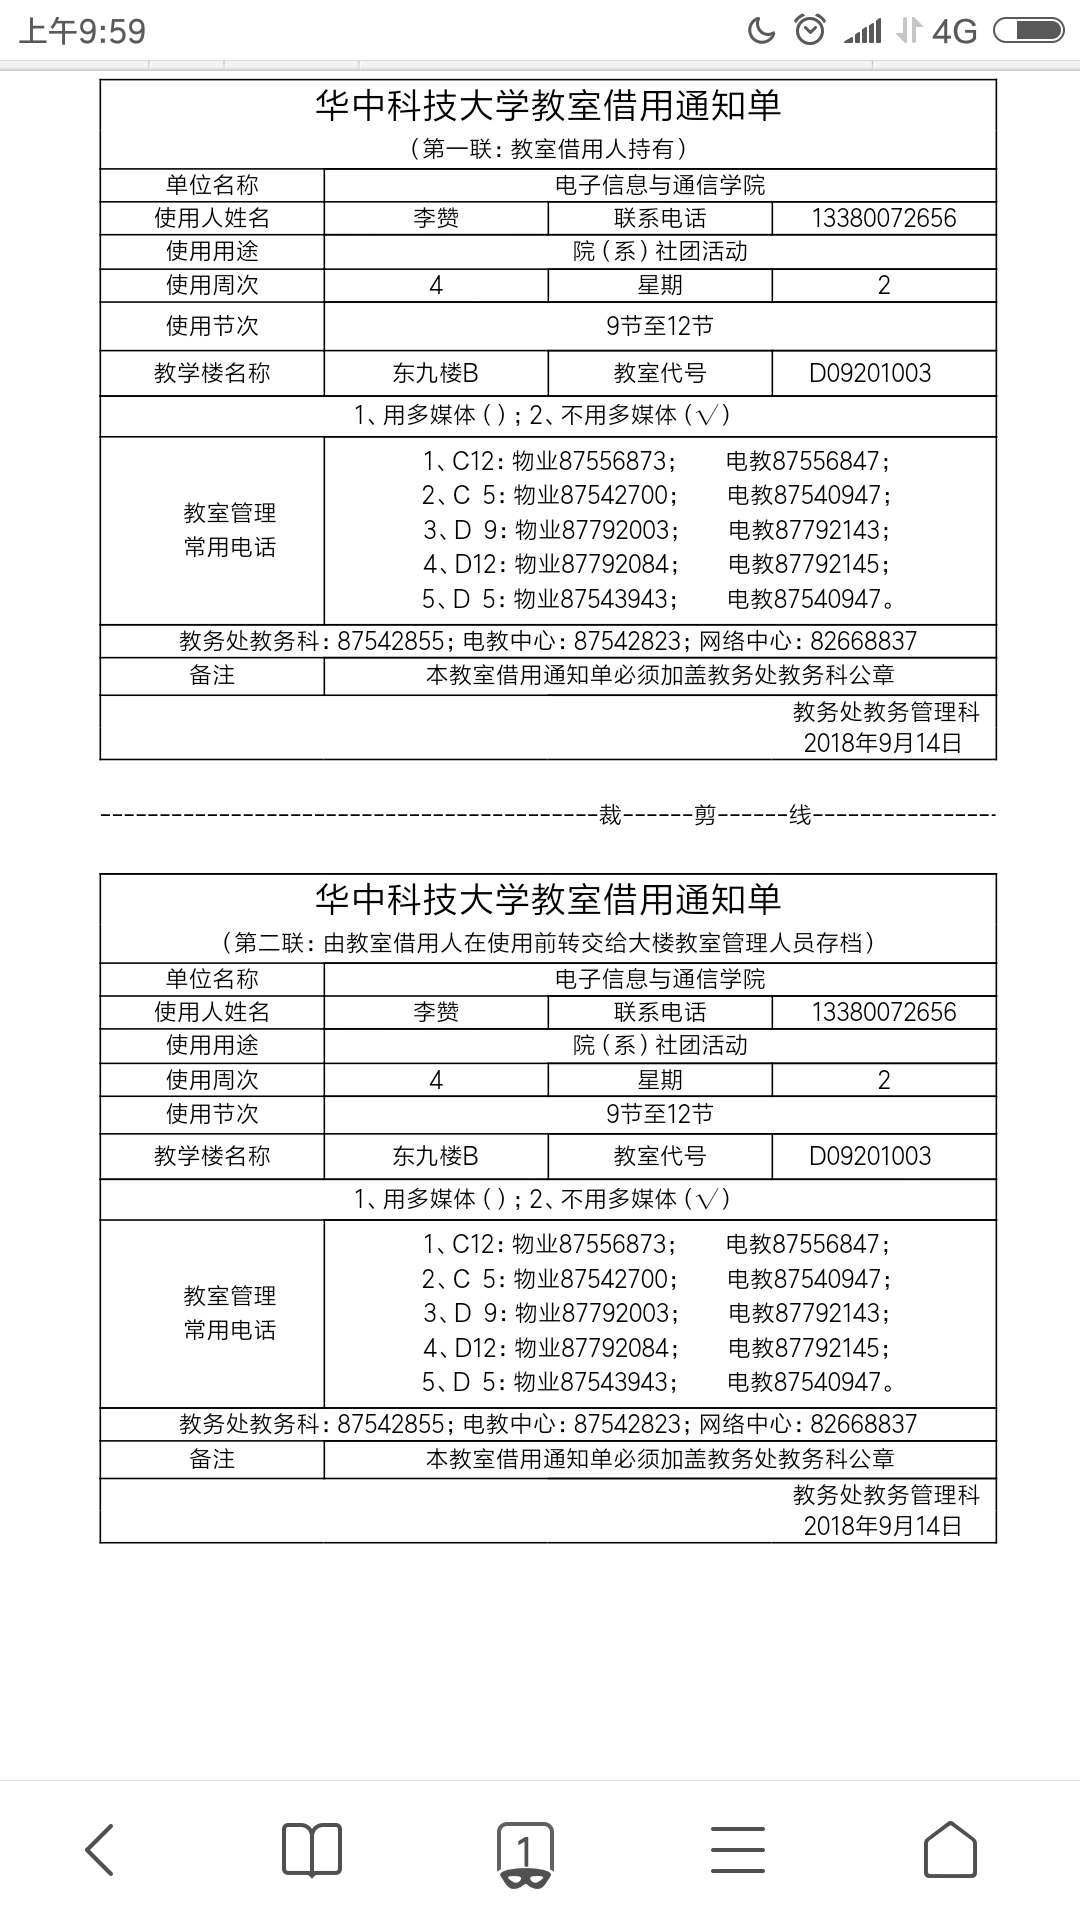 上午9:59 4G
华中科技大学教室借用通知单
（第一联：教室借用人持有）
单位名称 电子信息与通信学院
使用人姓名 李赞 联系电话 13380072656
使用用途 院（系）社团活动
使用周次 4 星期 2
使用节次 9节至12节
教学楼名称 东九楼B 教室代号 D09201003
1、用多媒体（）；2、不用多媒体（√）
教室管理
常用电话
1、C12：物业87556873； 电教87556847；
2、C 5：物业87542700； 电教87540947；
3、D 9：物业87792003； 电教87792143；
4、D12：物业87792084； 电教87792145；
5、D 5：物业87543943； 电教87540947。
教务处教务科：87542855；电教中心：87542823；网络中心：82668837
备注 本教室借用通知单必须加盖教务处教务科公章
教务处教务管理科
2018年9月14日
------------------------------------------裁------剪------线----------------
华中科技大学教室借用通知单
（第二联：由教室借用人在使用前转交给大楼教室管理人员存档）
单位名称 电子信息与通信学院
使用人姓名 李赞 联系电话 13380072656
使用用途 院（系）社团活动
使用周次 4 星期 2
使用节次 9节至12节
教学楼名称 东九楼B 教室代号 D09201003
1、用多媒体（）；2、不用多媒体（√）
教室管理
常用电话
1、C12：物业87556873； 电教87556847；
2、C 5：物业87542700； 电教87540947；
3、D 9：物业87792003； 电教87792143；
4、D12：物业87792084； 电教87792145；
5、D 5：物业87543943； 电教87540947。
教务处教务科：87542855；电教中心：87542823；网络中心：82668837
备注 本教室借用通知单必须加盖教务处教务科公章
教务处教务管理科
2018年9月14日
1